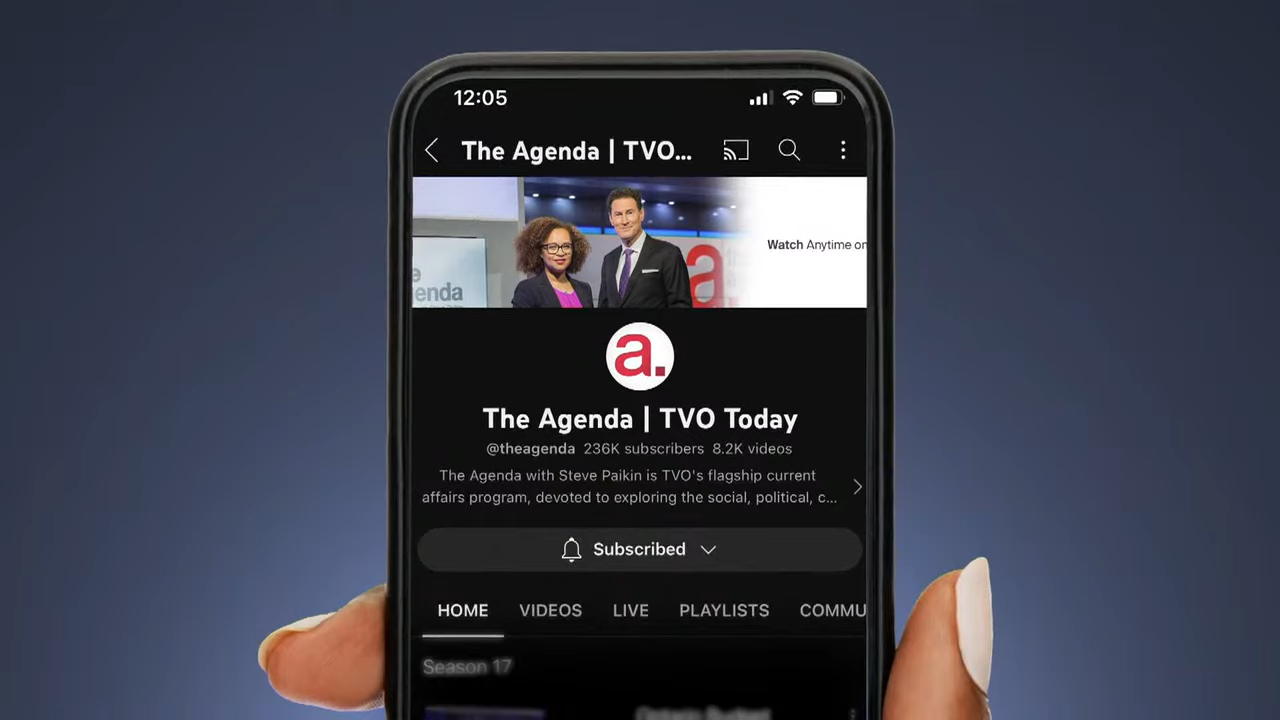 12:05
The Agenda | TVO...
enda
Watch Anytime on
a.
The Agenda | TVO Today
@theagenda 236K subscribers 8.2K videos
The Agenda with Steve Paikin is TVO's flagship current
affairs program, devoted to exploring the social, political, c...
Subscribed
HOME VIDEOS LIVE PLAYLISTS COMMU
Season 17